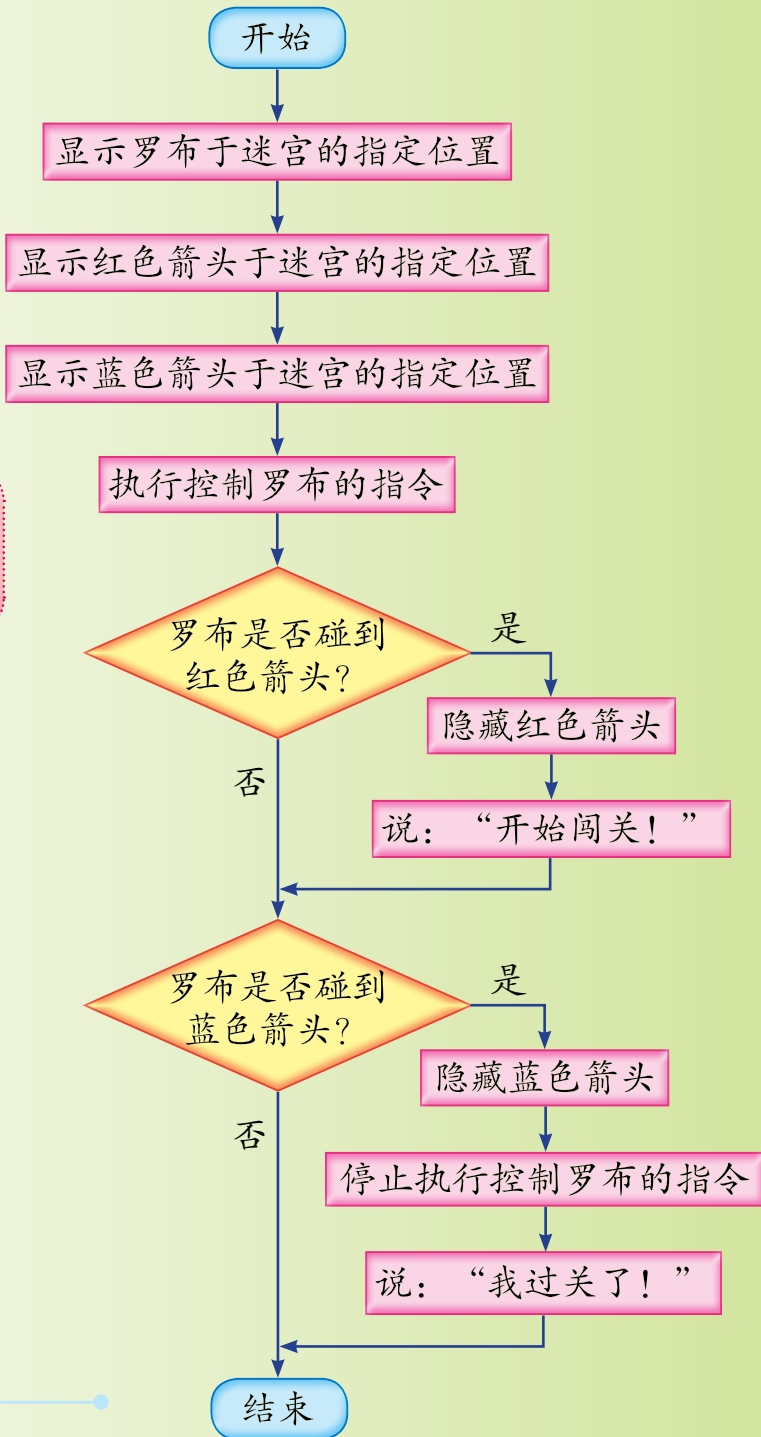 开始
显示罗布于迷宫的指定位置
显示红色箭头于迷宫的指定位置
显示蓝色箭头于迷宫的指定位置
执行控制罗布的指令
罗布是否碰到
红色箭头？
是
隐藏红色箭头
否
说：“开始闯关！”
罗布是否碰到
蓝色箭头？
是
隐藏蓝色箭头
否
停止执行控制罗布的指令
说：“我过关了！”
结束